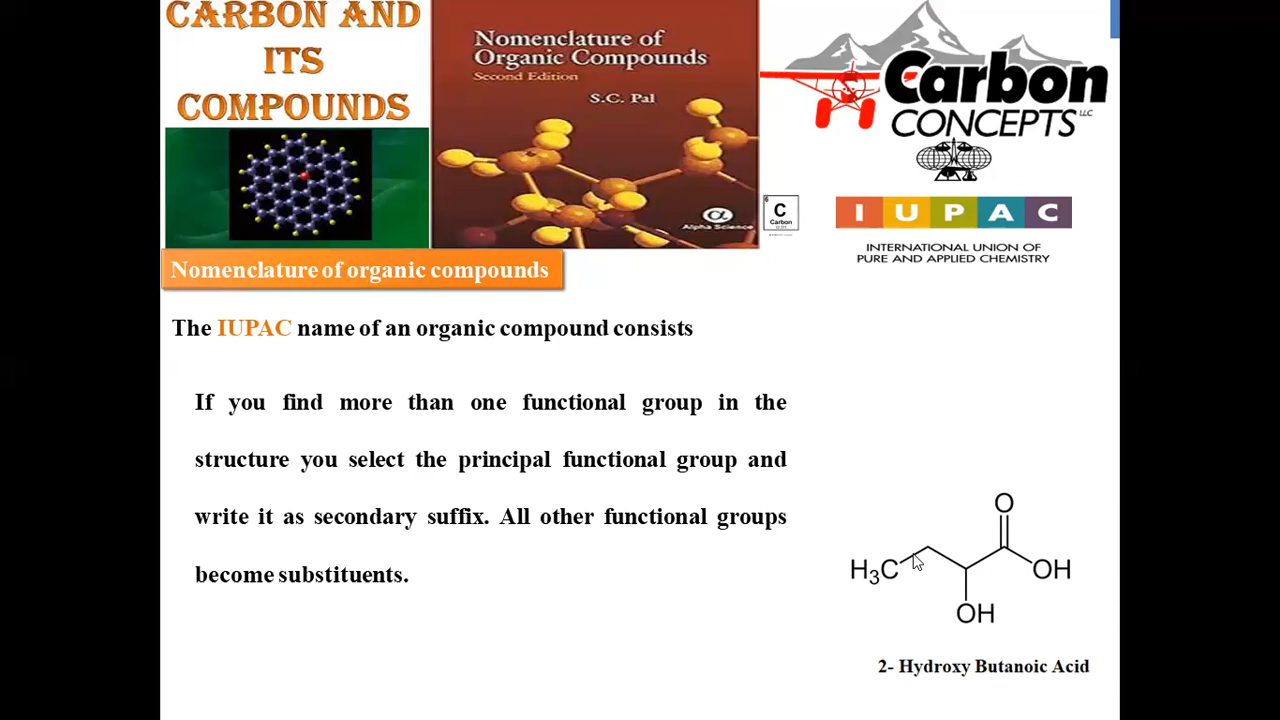 CARBON AND
ITS
COMPOUNDS
Nomenclature of
Organic Compounds
Second Edition
S.C. Pal
α
Alpha Science
Carbon
CONCEPTS LLC
6
C
Carbon
I U P A C
INTERNATIONAL UNION OF
PURE AND APPLIED CHEMISTRY
Nomenclature of organic compounds
The IUPAC name of an organic compound consists
If you find more than one functional group in the
structure you select the principal functional group and
write it as secondary suffix. All other functional groups
become substituents.
O
H₃C
OH
OH
2- Hydroxy Butanoic Acid